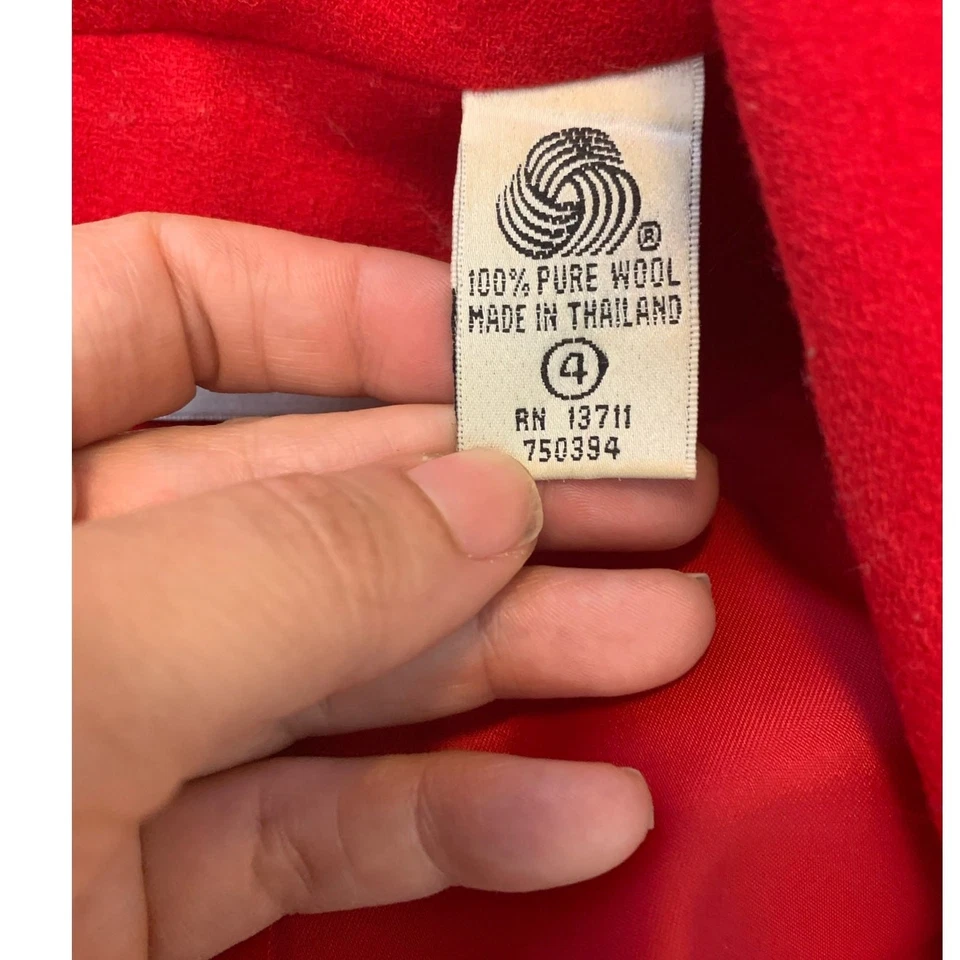 ®
100% PURE WOOL
MADE IN THAILAND
4
RN 13711
750394